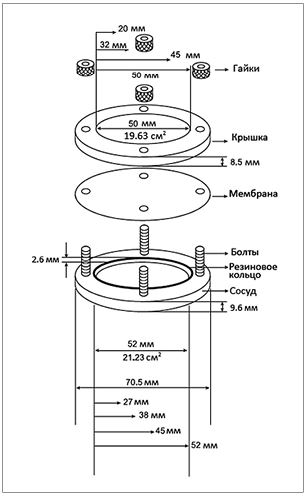 20 мм
32 мм
45 мм
50 мм
Гайки
50 мм
19.63 см²
Крышка
8.5 мм
Мембрана
Болты
2.6 мм
Резиновое
кольцо
Сосуд
9.6 мм
52 мм
21.23 см²
70.5 мм
27 мм
38 мм
45 мм
52 мм